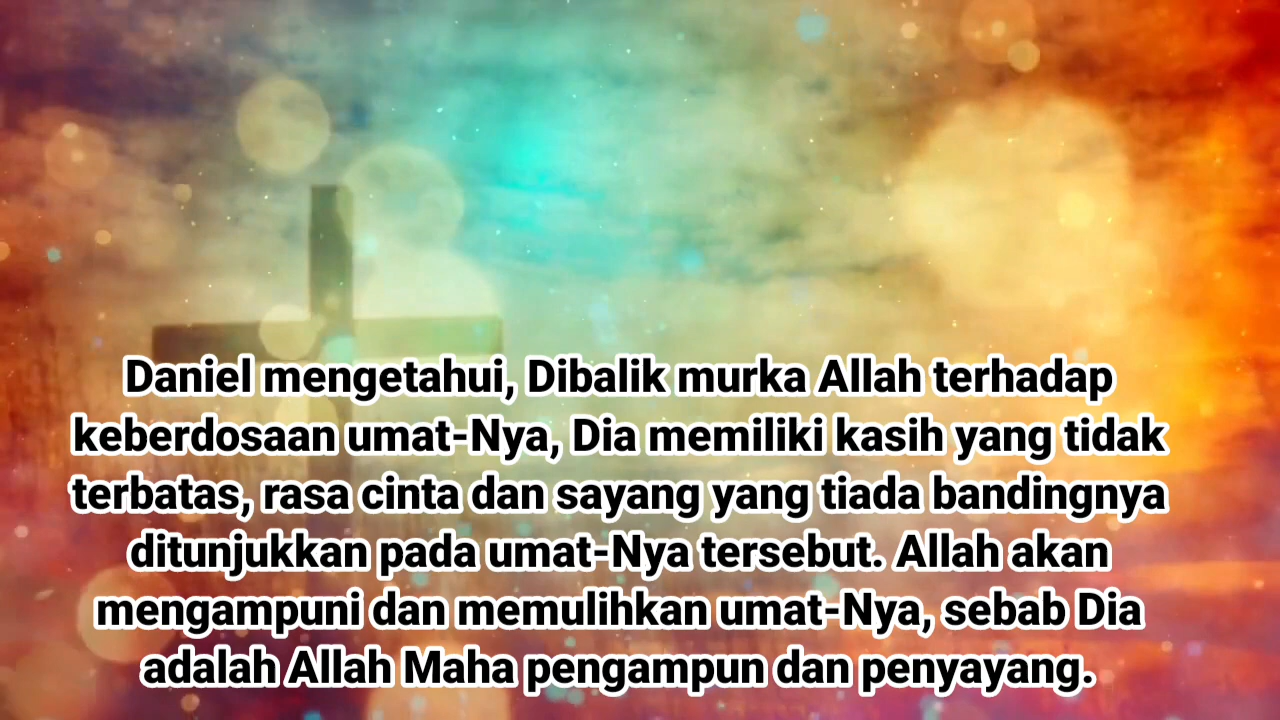 Daniel mengetahui, Dibalik murka Allah terhadap
keberdosaan umat-Nya, Dia memiliki kasih yang tidak
terbatas, rasa cinta dan sayang yang tiada bandingnya
ditunjukkan pada umat-Nya tersebut. Allah akan
mengampuni dan memulihkan umat-Nya, sebab Dia
adalah Allah Maha pengampun dan penyayang.